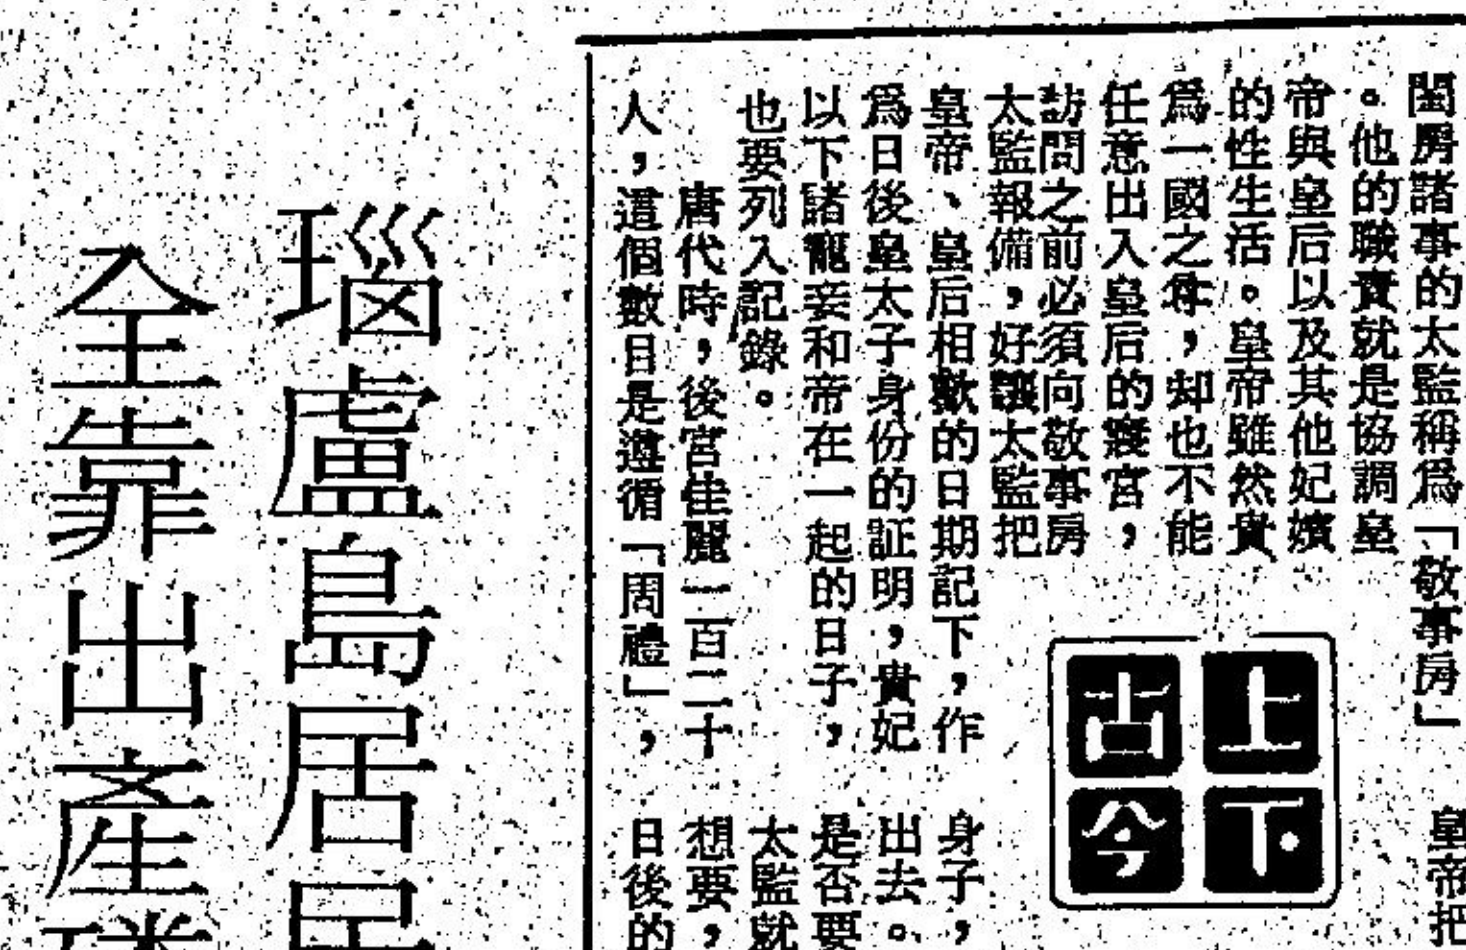 閨房諸事的太監稱爲「敬事房」
。他的職責就是協調皇
帝與皇后以及其他妃嬪
的性生活。皇帝雖然貴
爲一國之尊，却也不能
任意出入皇后的寢宮，
訪問之前必須向敬事房
太監報備，好讓太監把
皇帝、皇后相歡的日期記下，作
爲日後皇太子身份的証明，貴妃
以下諸寵妾和帝在一起的日子，
也要列入記錄。
唐代時，後宮佳麗一百二十
人，這個數日是遵循「周禮」，
上下
古今
皇帝把
身子，
出去。
是否要
太監就
想要，
日後的
瑙盧島居民
全靠出產磷